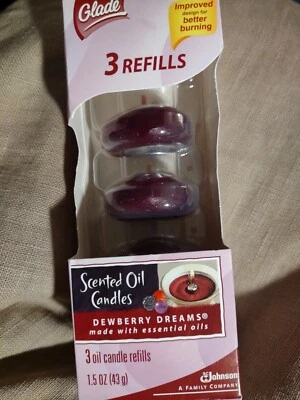 Glade
Improved
design for
better
burning
3 REFILLS
Scented Oil
Candles
DEWBERRY DREAMS®
made with essential oils
3 oil candle refills
1.5 OZ (43 g)
Johnson
A FAMILY COMPANY